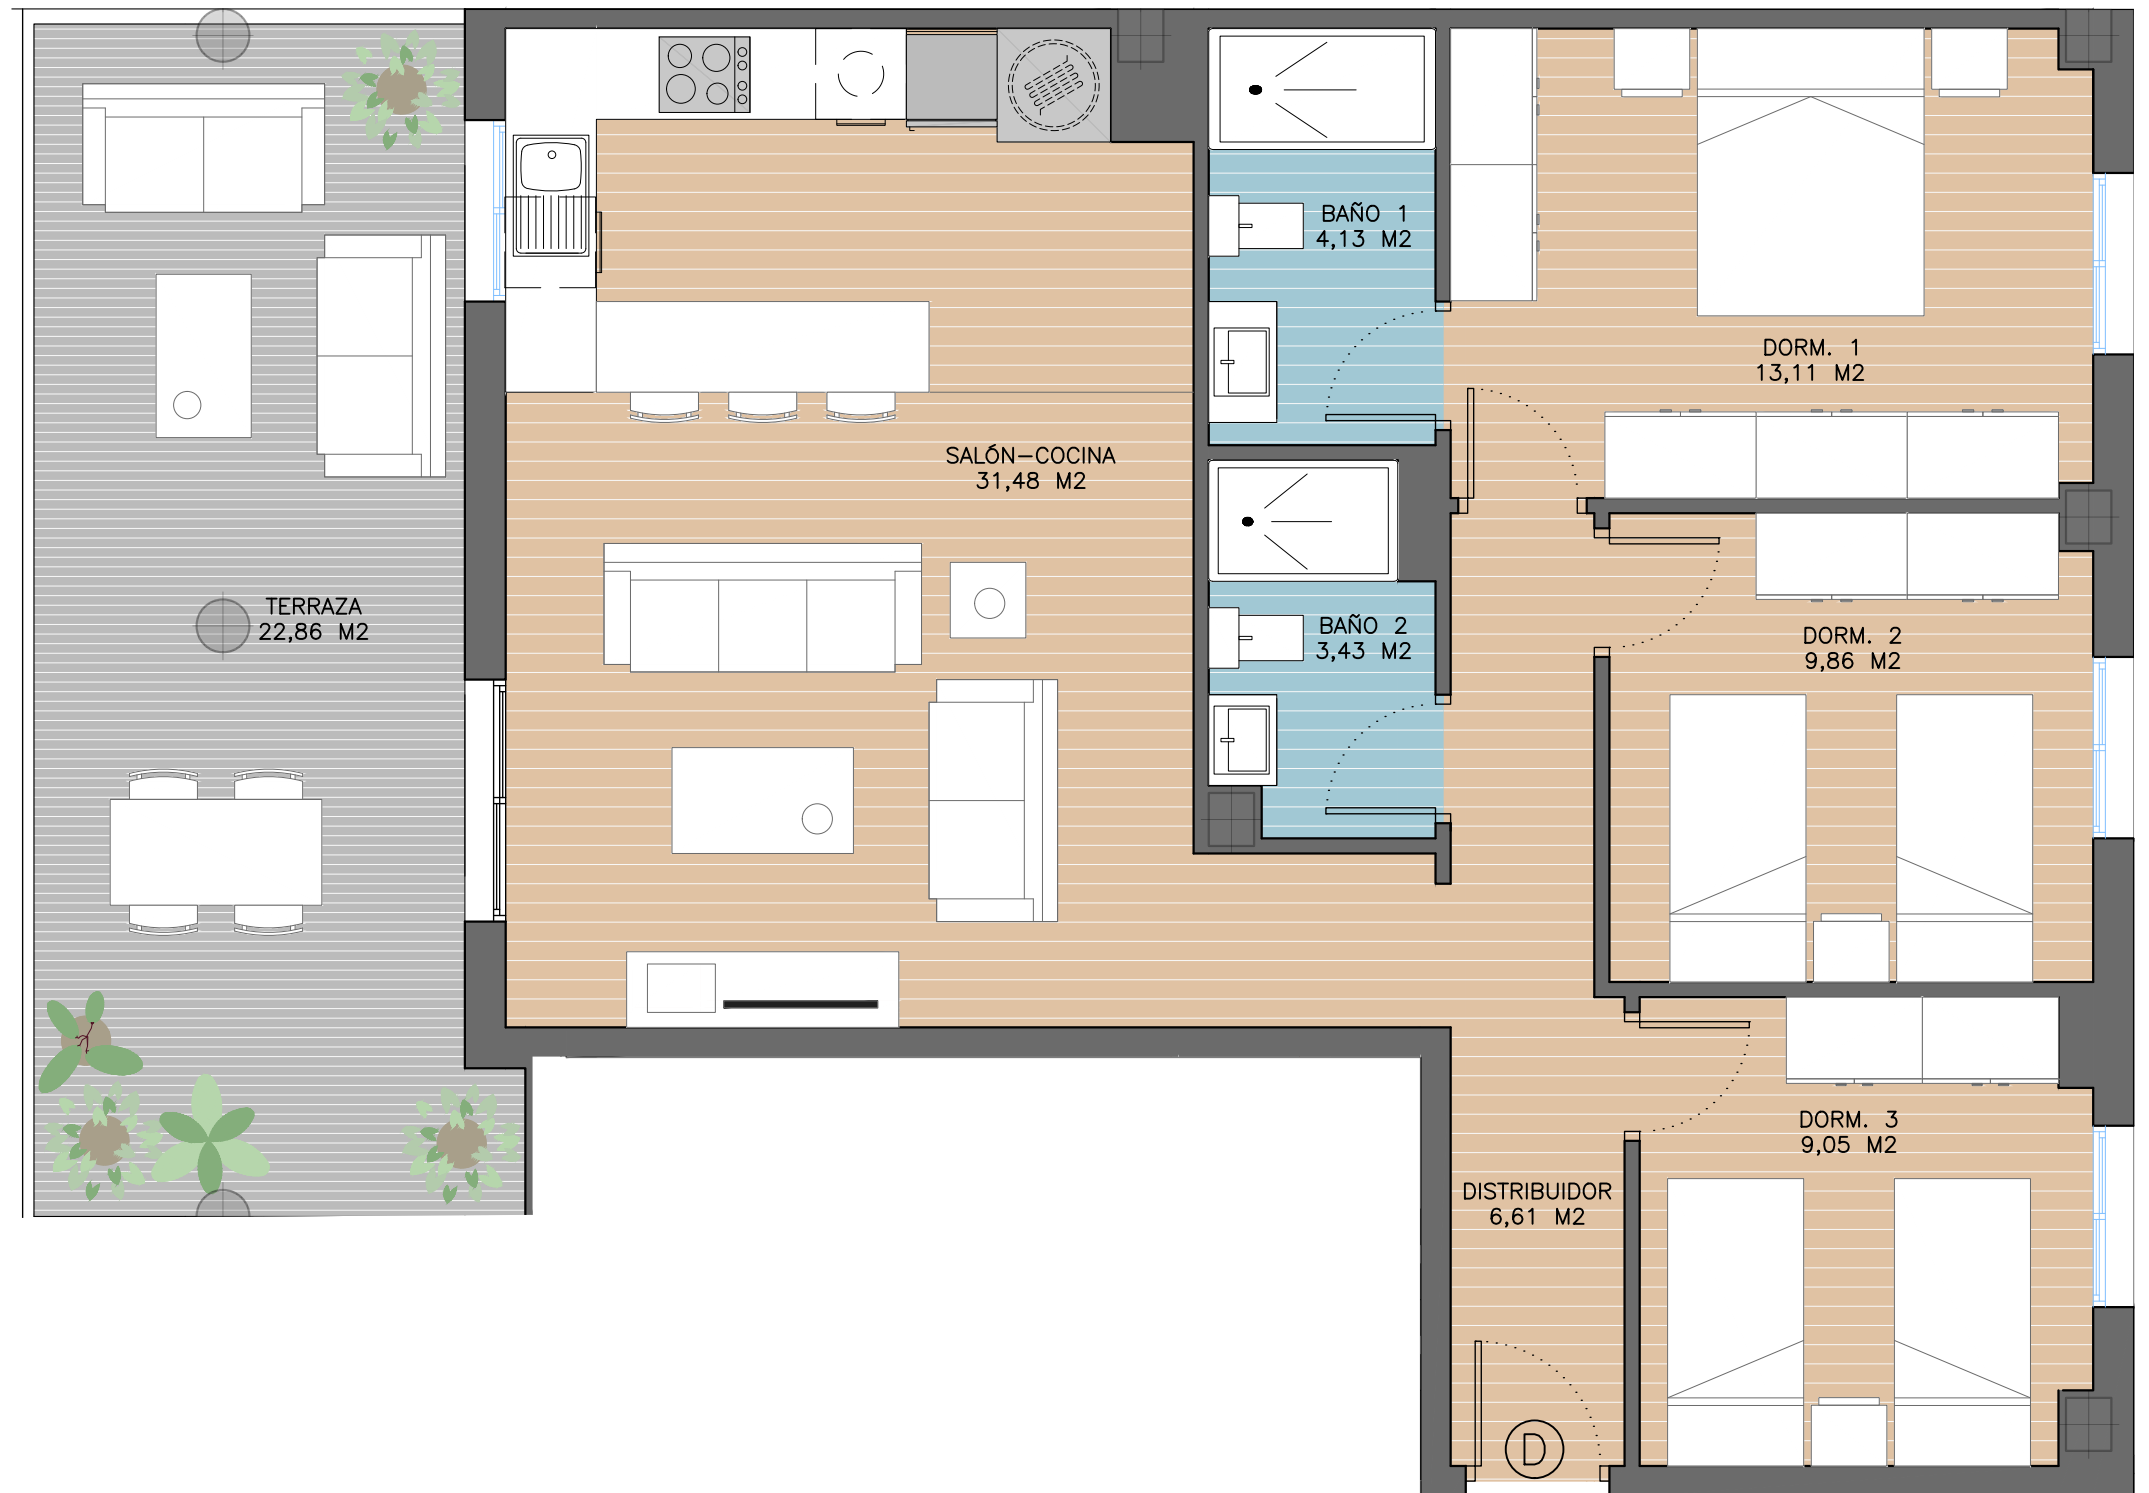 BAÑO 1
4,13 M2
DORM. 1
13,11 M2
SALÓN-COCINA
31,48 M2
TERRAZA
22,86 M2
BAÑO 2
3,43 M2
DORM. 2
9,86 M2
DORM. 3
9,05 M2
DISTRIBUIDOR
6,61 M2
D